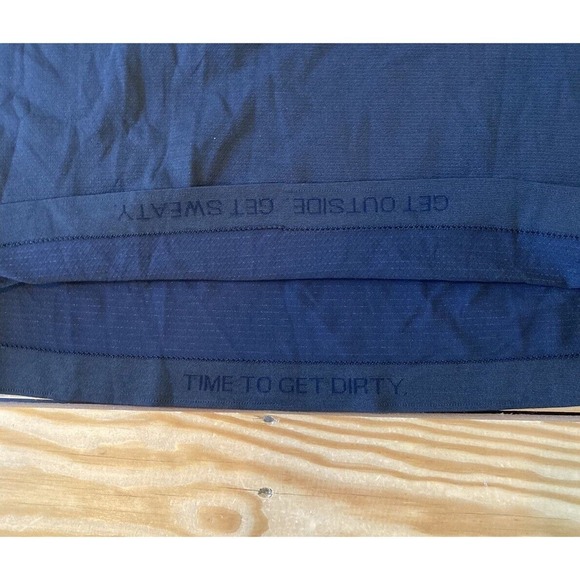 GET OUTSIDE. GET SWEATY.
TIME TO GET DIRTY.